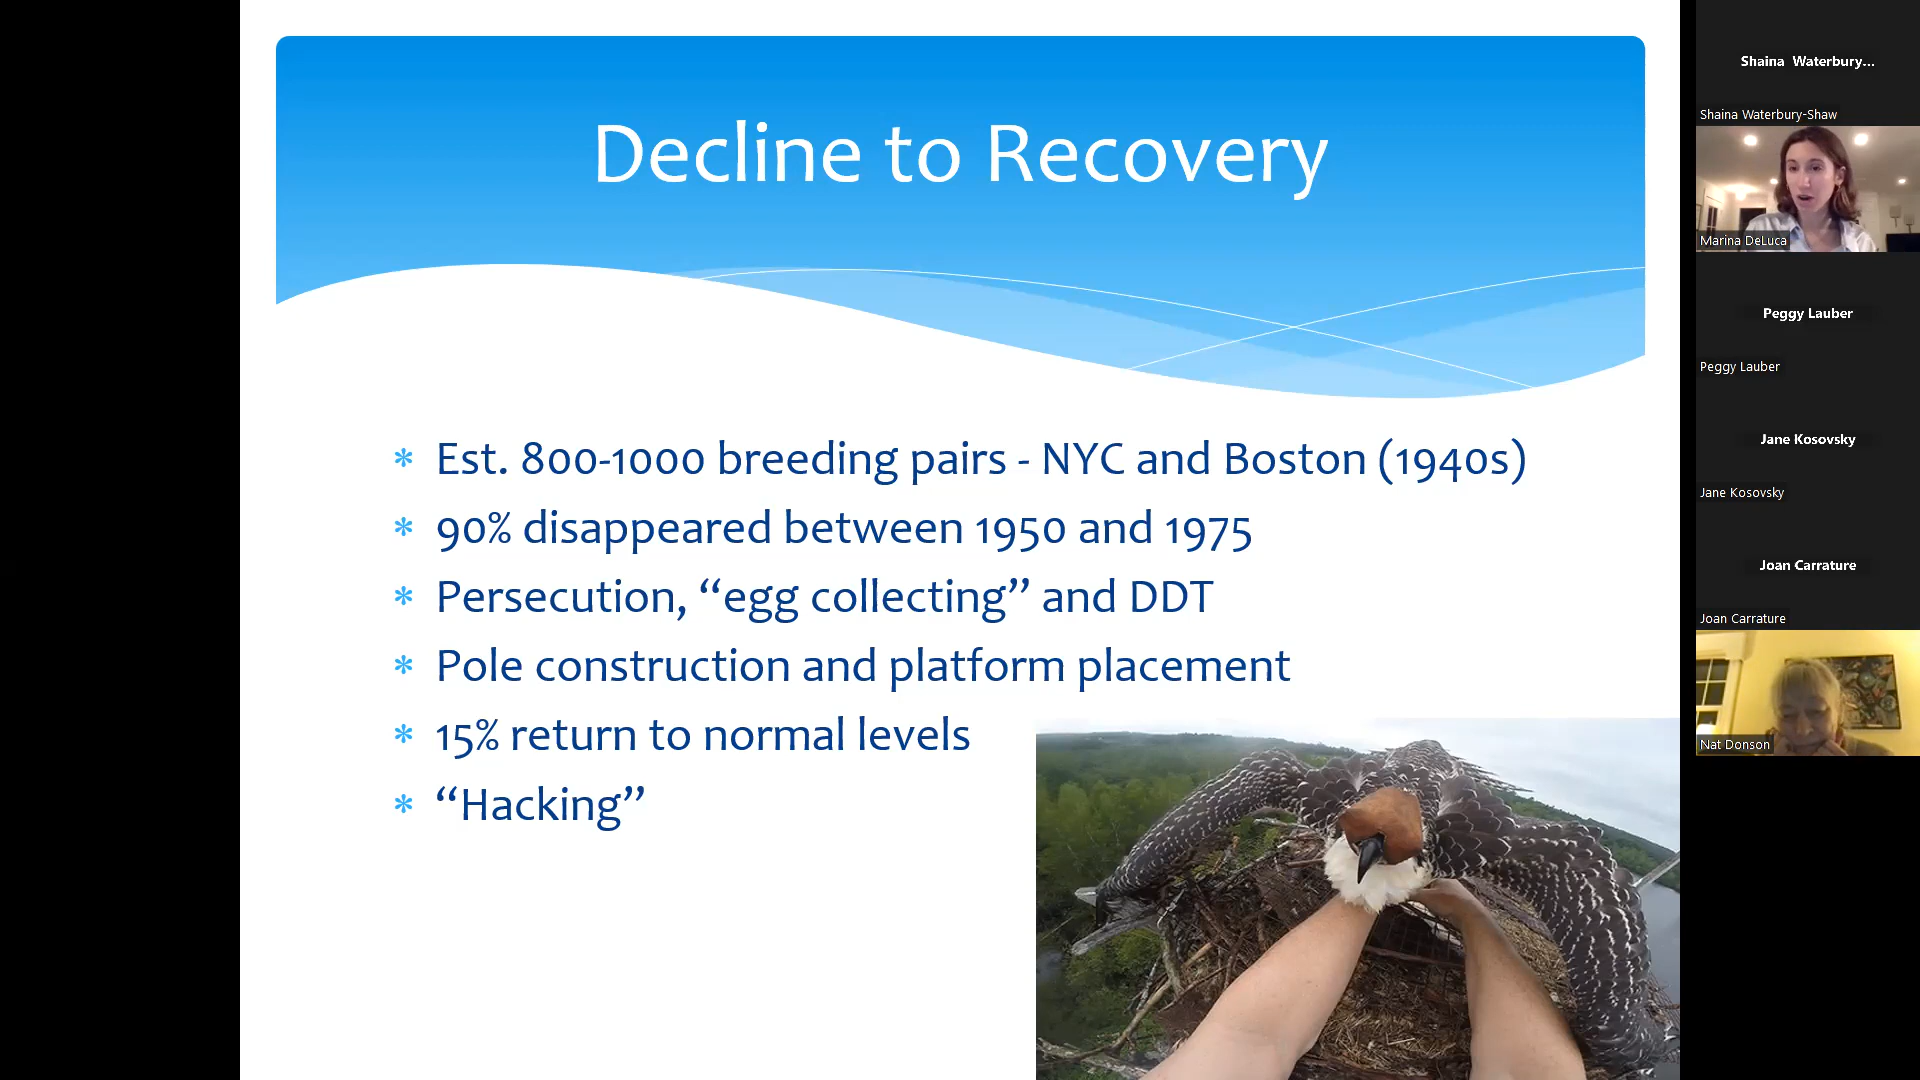 Decline to Recovery
* Est. 800-1000 breeding pairs - NYC and Boston (1940s)
* 90% disappeared between 1950 and 1975
* Persecution, “egg collecting” and DDT
* Pole construction and platform placement
* 15% return to normal levels
* “Hacking”
Shaina Waterbury...
Shaina Waterbury-Shaw
Marina DeLuca
Peggy Lauber
Peggy Lauber
Jane Kosovsky
Jane Kosovsky
Joan Carrature
Joan Carrature
Nat Donson